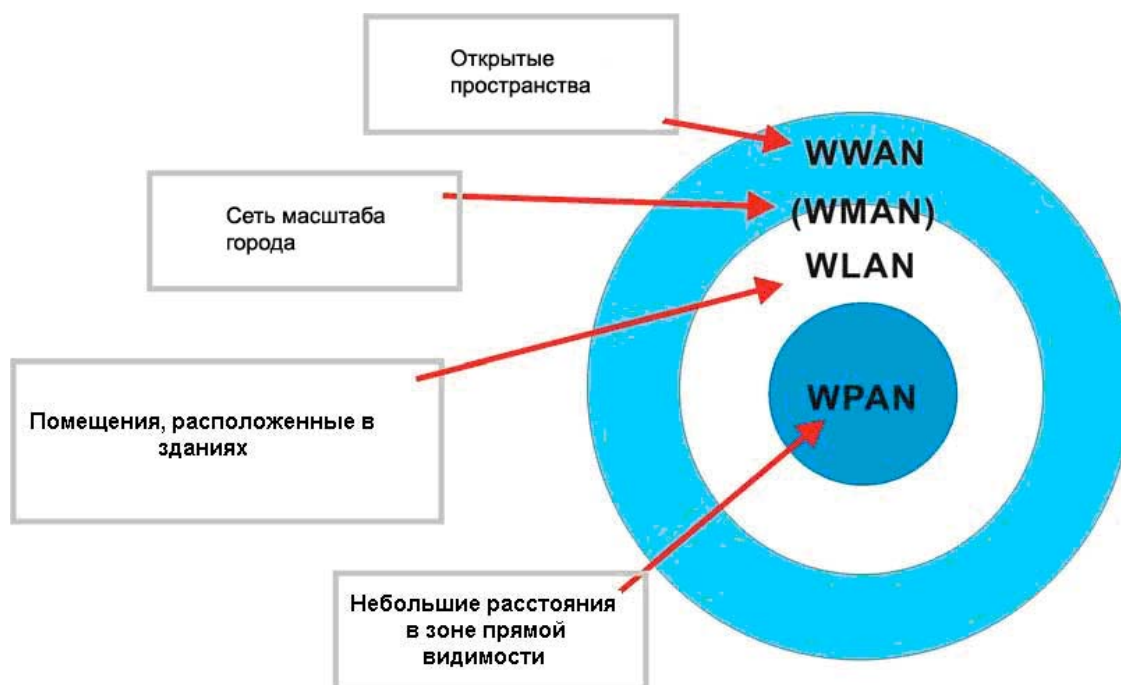 Открытые
пространства
WWAN
Сеть масштаба
города
(WMAN)
WLAN
Помещения, расположенные в
зданиях
WPAN
Небольшие расстояния
в зоне прямой
видимости